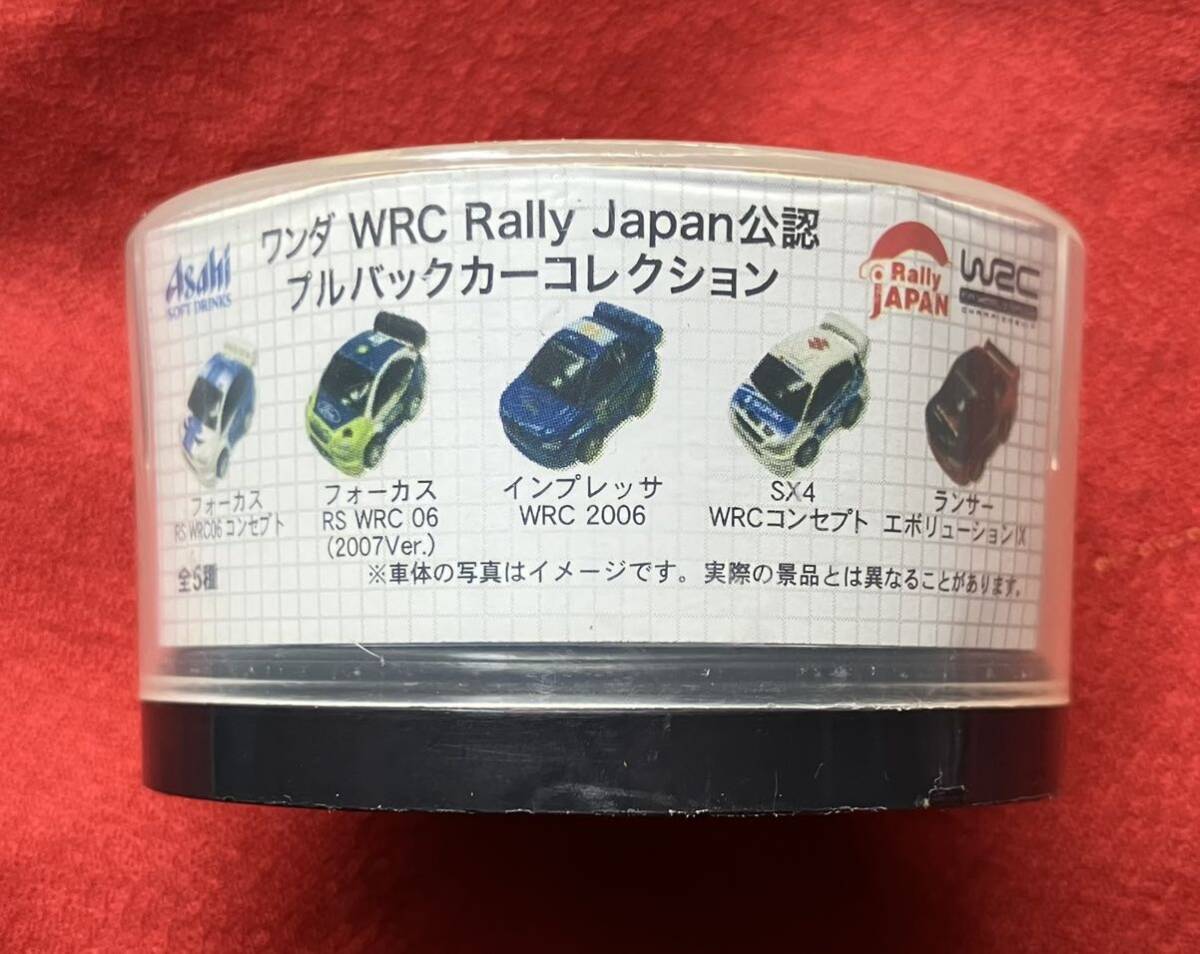 Asahi
SOFT DRINKS
ワンダ WRC Rally Japan公認
プルバックカーコレクション
Rally
JAPAN
WRC
フォーカス
RS WRC06 コンセプト
フォーカス
RS WRC 06
(2007Ver.)
インプレッサ
WRC 2006
SX4
WRCコンセプト
ランサー
エボリューションIX
全5種
※車体の写真はイメージです。実際の景品とは異なることがあります。